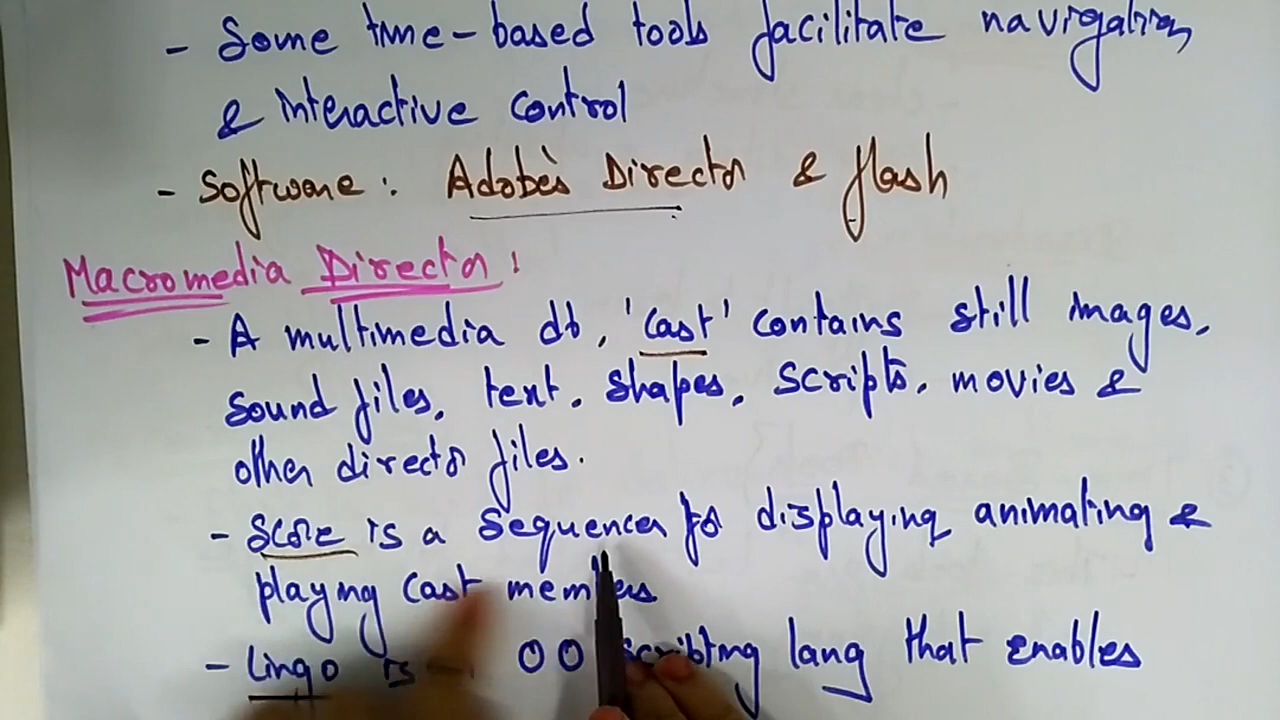 - Some time-based tools facilitate navigation
& interactive control
- Software: Adobe's Director & flash
Macromedia Director:
- A multimedia db, 'Cast' contains still images,
sound files, text, shapes, scripts, movies &
other director files.
- Score is a sequencer for displaying animating &
playing cast members
- Lingo is OO scripting lang that enables